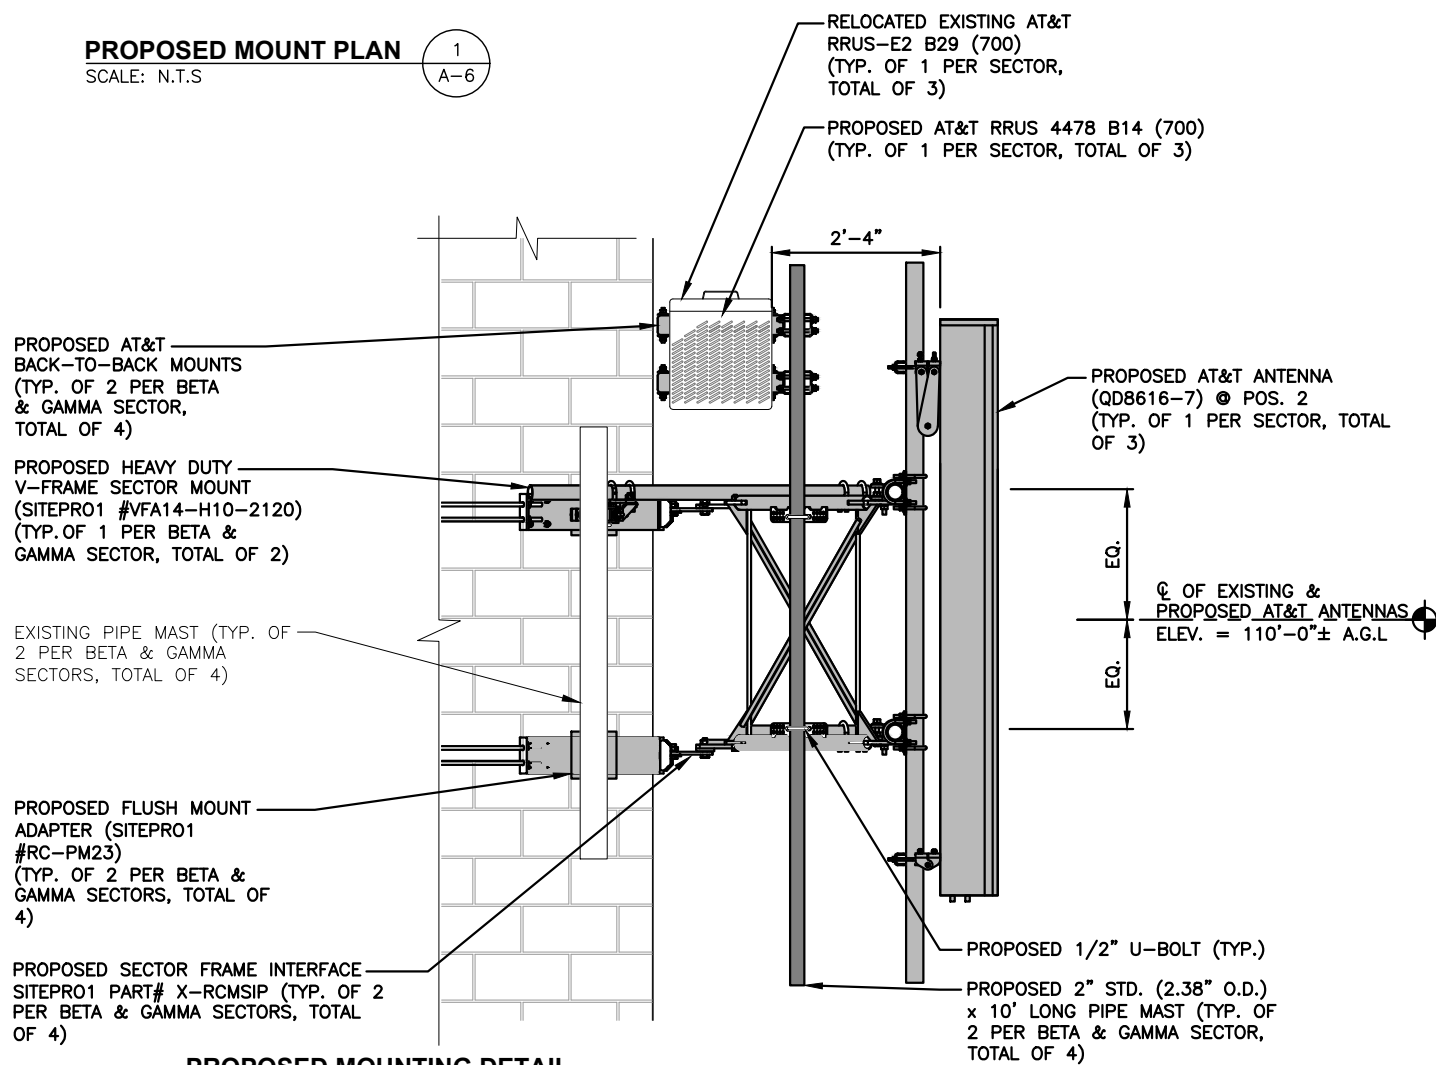 PROPOSED MOUNT PLAN
SCALE: N.T.S
1
A-6
RELOCATED EXISTING AT&T
RRUS-E2 B29 (700)
(TYP. OF 1 PER SECTOR,
TOTAL OF 3)
PROPOSED AT&T RRUS 4478 B14 (700)
(TYP. OF 1 PER SECTOR, TOTAL OF 3)
2'-4"
PROPOSED AT&T
BACK-TO-BACK MOUNTS
(TYP. OF 2 PER BETA
& GAMMA SECTOR,
TOTAL OF 4)
PROPOSED AT&T ANTENNA
(QD8616-7) @ POS. 2
(TYP. OF 1 PER SECTOR, TOTAL
OF 3)
PROPOSED HEAVY DUTY
V-FRAME SECTOR MOUNT
(SITEPRO1 #VFA14-H10-2120)
(TYP. OF 1 PER BETA &
GAMMA SECTOR, TOTAL OF 2)
EQ.
EQ.
℄ OF EXISTING &
PROPOSED AT&T ANTENNAS
ELEV. = 110'-0"± A.G.L
EXISTING PIPE MAST (TYP. OF
2 PER BETA & GAMMA
SECTORS, TOTAL OF 4)
PROPOSED FLUSH MOUNT
ADAPTER (SITEPRO1
#RC-PM23)
(TYP. OF 2 PER BETA &
GAMMA SECTORS, TOTAL OF
4)
PROPOSED SECTOR FRAME INTERFACE
SITEPRO1 PART# X-RCMSIP (TYP. OF 2
PER BETA & GAMMA SECTORS, TOTAL
OF 4)
PROPOSED 1/2" U-BOLT (TYP.)
PROPOSED 2" STD. (2.38" O.D.)
x 10' LONG PIPE MAST (TYP. OF
2 PER BETA & GAMMA SECTOR,
TOTAL OF 4)
PROPOSED MOUNTING DETAIL